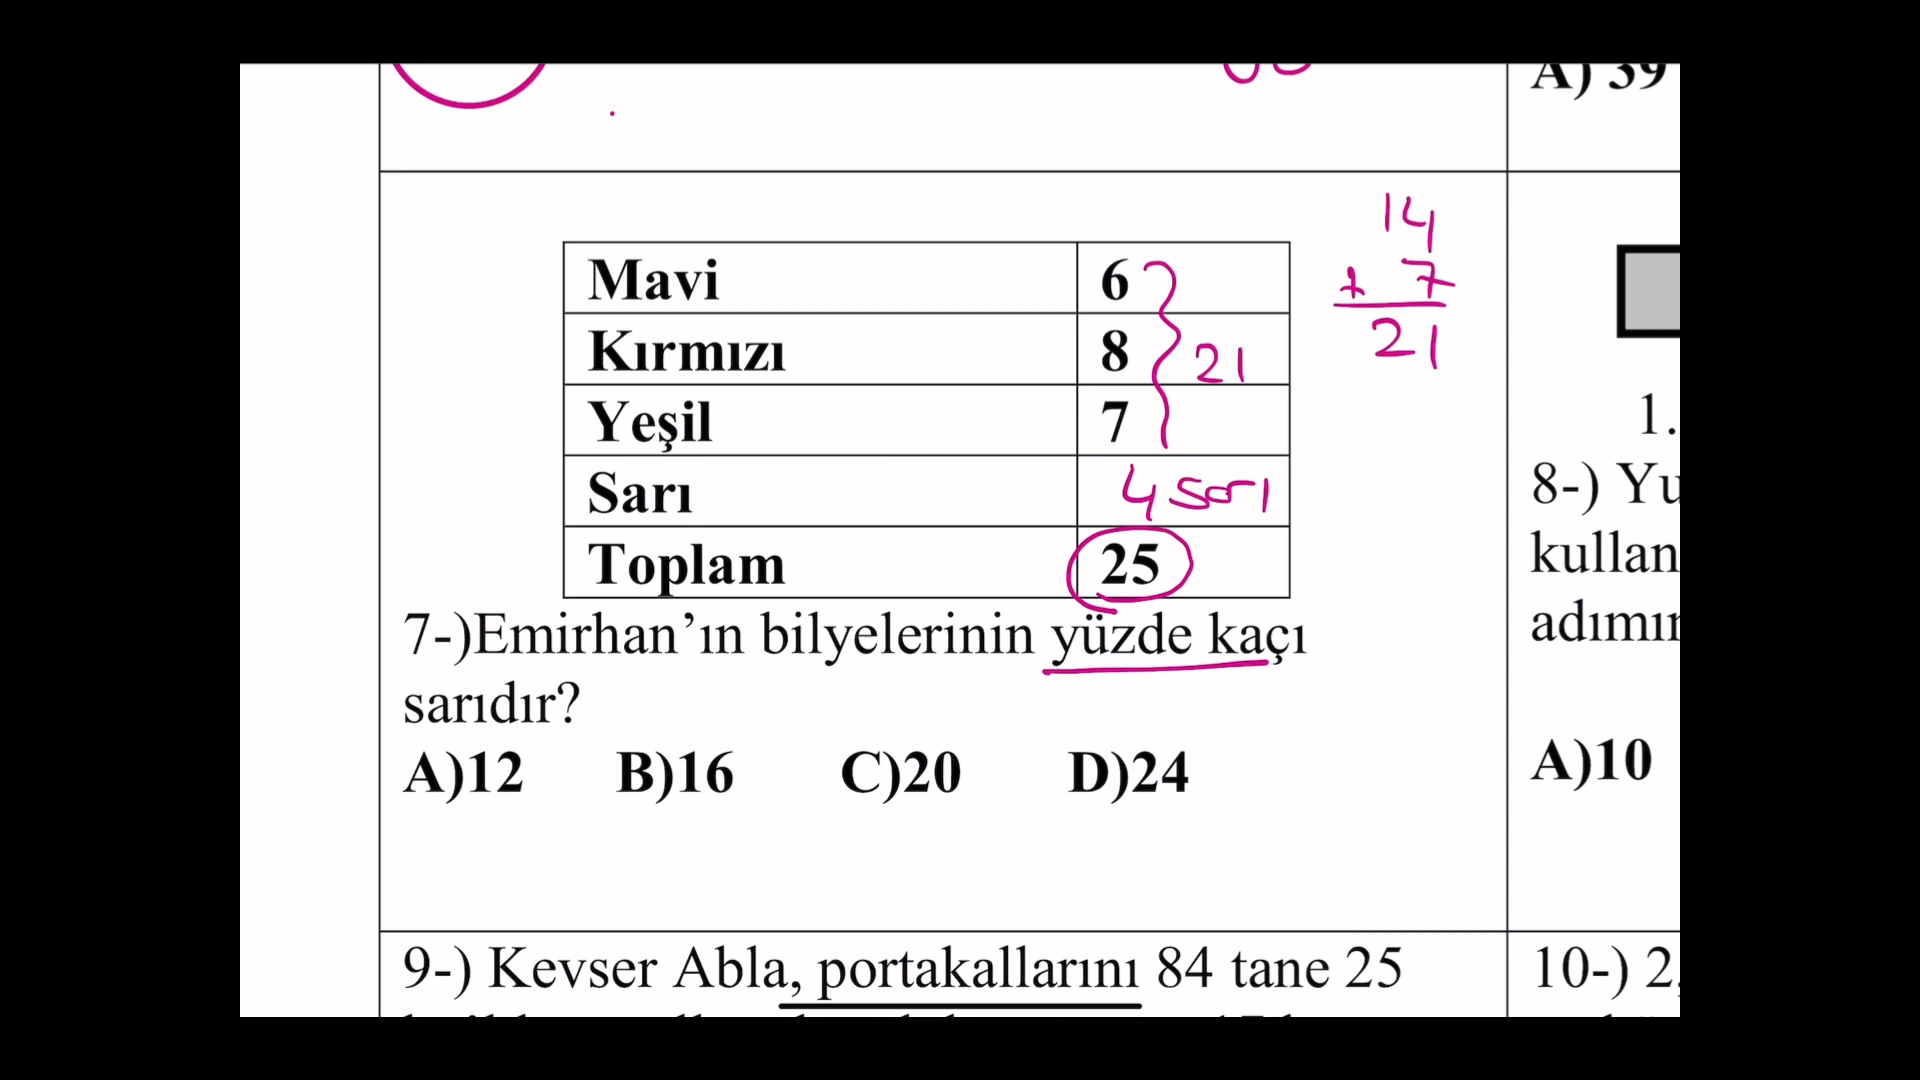 A) 39
14
+ 7
21
Mavi 6
Kırmızı 8
21
Yeşil 7
Sarı 4 sarı
Toplam 25
7-)Emirhan’ın bilyelerinin yüzde kaçı
sarıdır?
A)12 B)16 C)20 D)24
1.
8-) Yu
kullan
adımın
A)10
9-) Kevser Abla, portakallarını 84 tane 25
10-) 2,